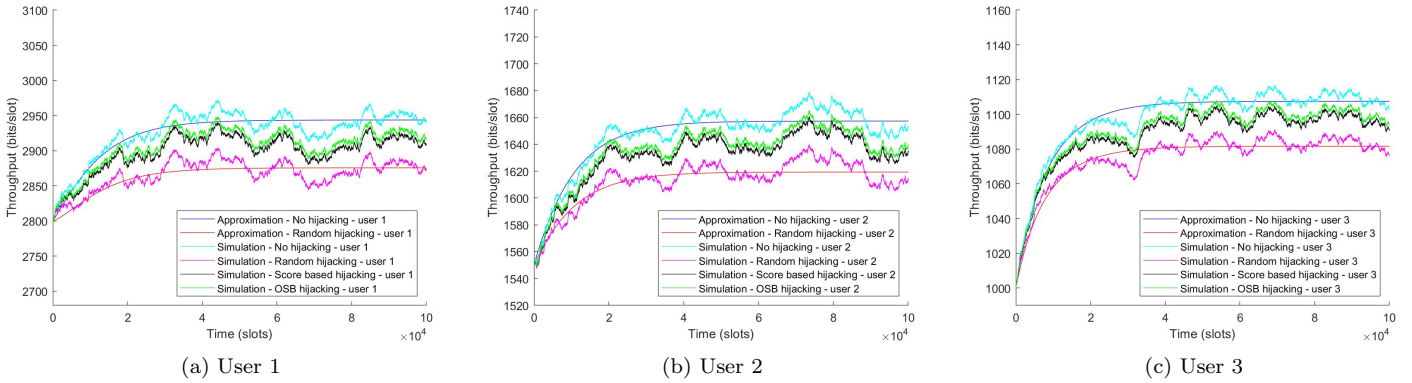 3100
3050
3000
2950
2900
2850
2800
2750
2700
Throughput (bits/slot)
Approximation - No hijacking - user 1
Approximation - Random hijacking - user 1
Simulation - No hijacking - user 1
Simulation - Random hijacking - user 1
Simulation - Score based hijacking - user 1
Simulation - OSB hijacking - user 1
0 2 4 6 8 10
Time (slots)
×10⁴
(a) User 1
1740
1720
1700
1680
1660
1640
1620
1600
1580
1560
1540
1520
Throughput (bits/slot)
Approximation - No hijacking - user 2
Approximation - Random hijacking - user 2
Simulation - No hijacking - user 2
Simulation - Random hijacking - user 2
Simulation - Score based hijacking - user 2
Simulation - OSB hijacking - user 2
0 2 4 6 8 10
Time (slots)
×10⁴
(b) User 2
1160
1140
1120
1100
1080
1060
1040
1020
1000
Throughput (bits/slot)
Approximation - No hijacking - user 3
Approximation - Random hijacking - user 3
Simulation - No hijacking - user 3
Simulation - Random hijacking - user 3
Simulation - Score based hijacking - user 3
Simulation - OSB hijacking - user 3
0 2 4 6 8 10
Time (slots)
×10⁴
(c) User 3